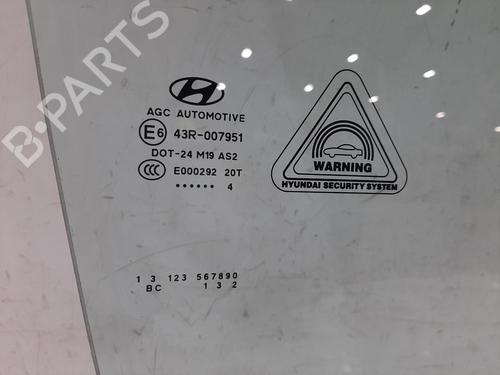 B-PARTS
AGC AUTOMOTIVE
E6 43R-007951
DOT-24 M19 AS2
CCC E000292 20T
...... 4
WARNING
HYUNDAI SECURITY SYSTEM
1 3 123 567890
BC 1 3 2